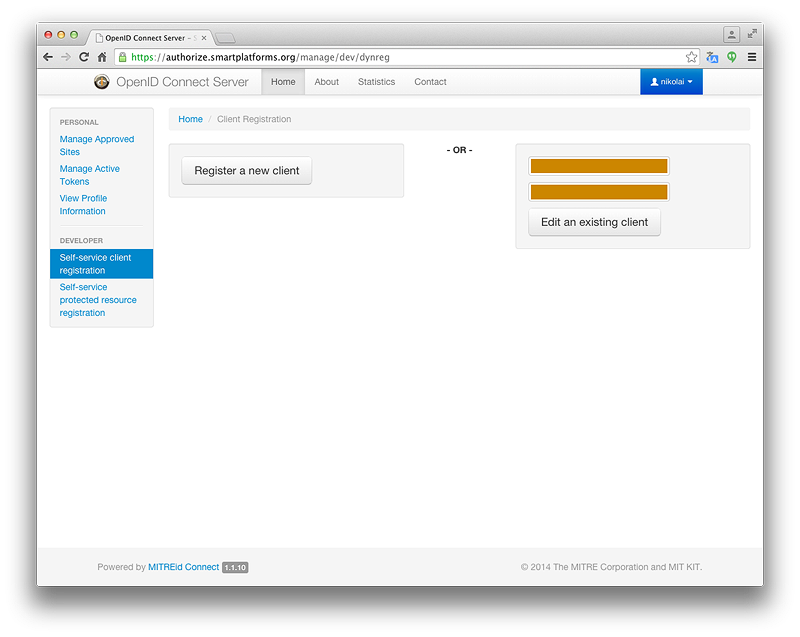 OpenID Connect Server – S
https://authorize.smartplatforms.org/manage/dev/dynreg
OpenID Connect Server
Home
About
Statistics
Contact
nikolai
PERSONAL
Manage Approved
Sites
Manage Active
Tokens
View Profile
Information
DEVELOPER
Self-service client
registration
Self-service
protected resource
registration
Home / Client Registration
Register a new client
- OR -
Edit an existing client
Powered by MITREid Connect 1.1.10
© 2014 The MITRE Corporation and MIT KIT.